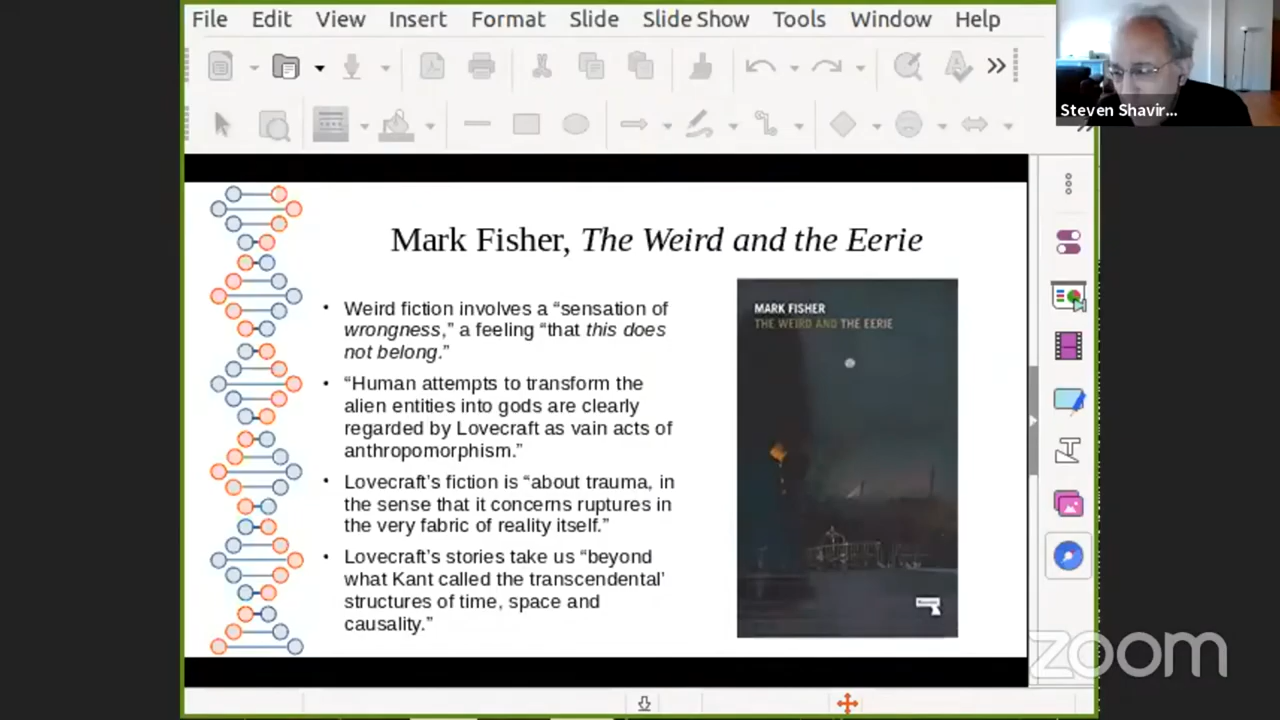 File Edit View Insert Format Slide Slide Show Tools Window Help
Steven Shavir...
Mark Fisher, The Weird and the Eerie
• Weird fiction involves a “sensation of
wrongness,” a feeling “that this does
not belong.”
• “Human attempts to transform the
alien entities into gods are clearly
regarded by Lovecraft as vain acts of
anthropomorphism.”
• Lovecraft’s fiction is “about trauma, in
the sense that it concerns ruptures in
the very fabric of reality itself.”
• Lovecraft’s stories take us “beyond
what Kant called the transcendental’
structures of time, space and
causality.”
MARK FISHER
THE WEIRD AND THE EERIE
zoom